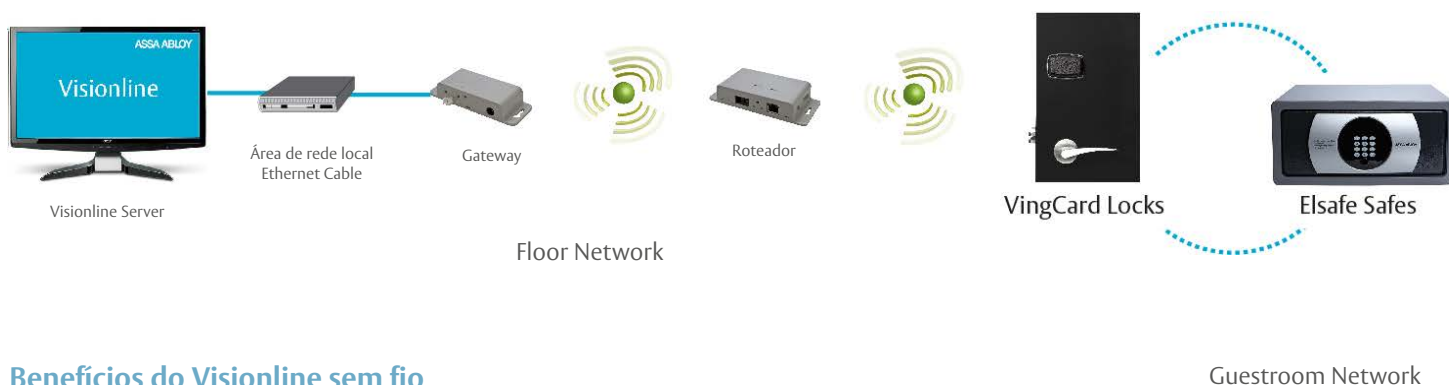 ASSA ABLOY
Visionline
Área de rede local
Ethernet Cable
Gateway
Roteador
Visionline Server
VingCard Locks
Elsafe Safes
Floor Network
Benefícios do Visionline sem fio
Guestroom Network